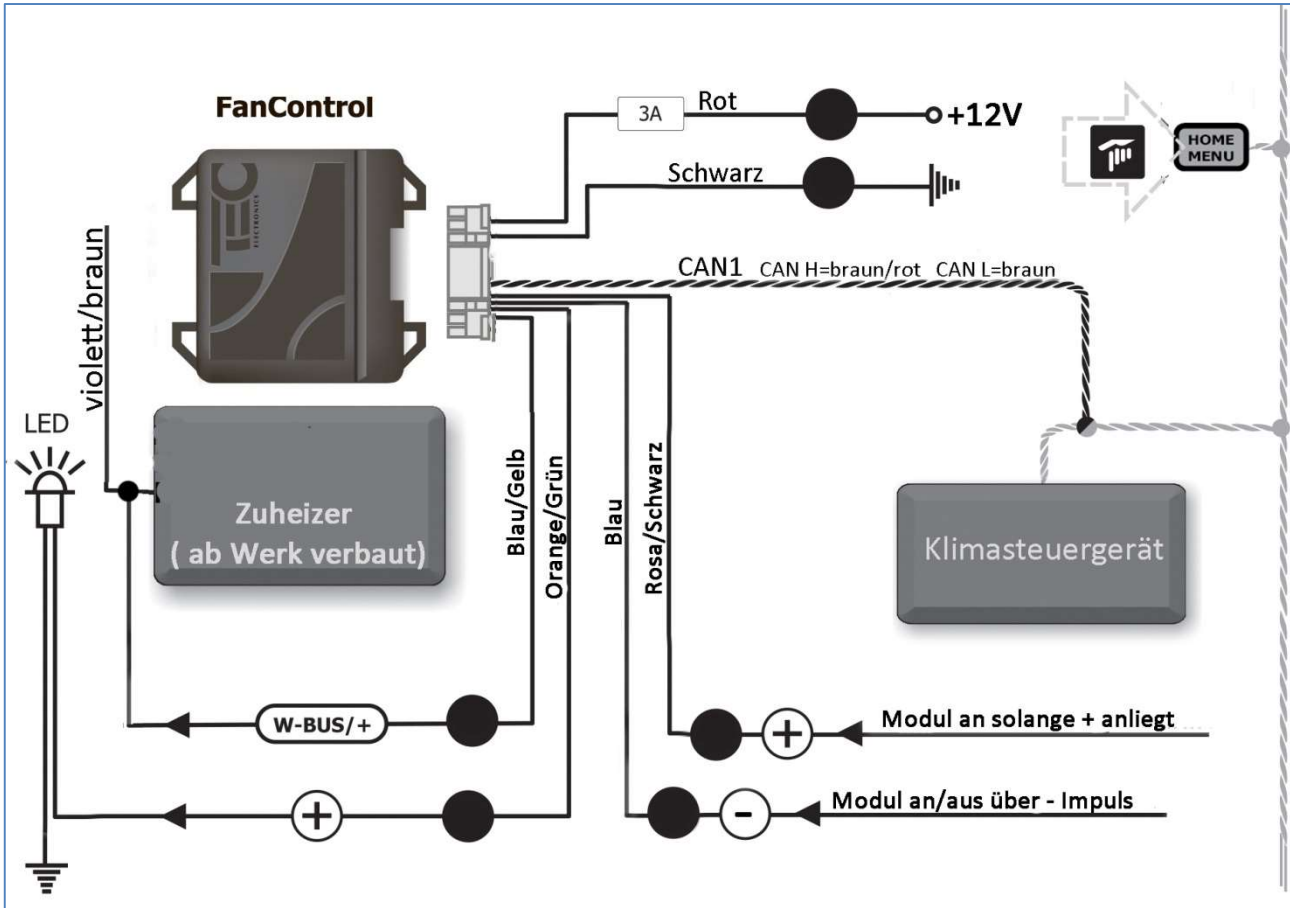 FanControl
3A
Rot
+12V
Schwarz
HOME
MENU
TEC
ELECTRONICS
CAN1 CAN H=braun/rot CAN L=braun
violett/braun
LED
Zuheizer
( ab Werk verbaut)
Blau/Gelb
Orange/Grün
Blau
Rosa/Schwarz
Klimasteuergerät
W-BUS/+
+
Modul an solange + anliegt
+
-
Modul an/aus über - Impuls